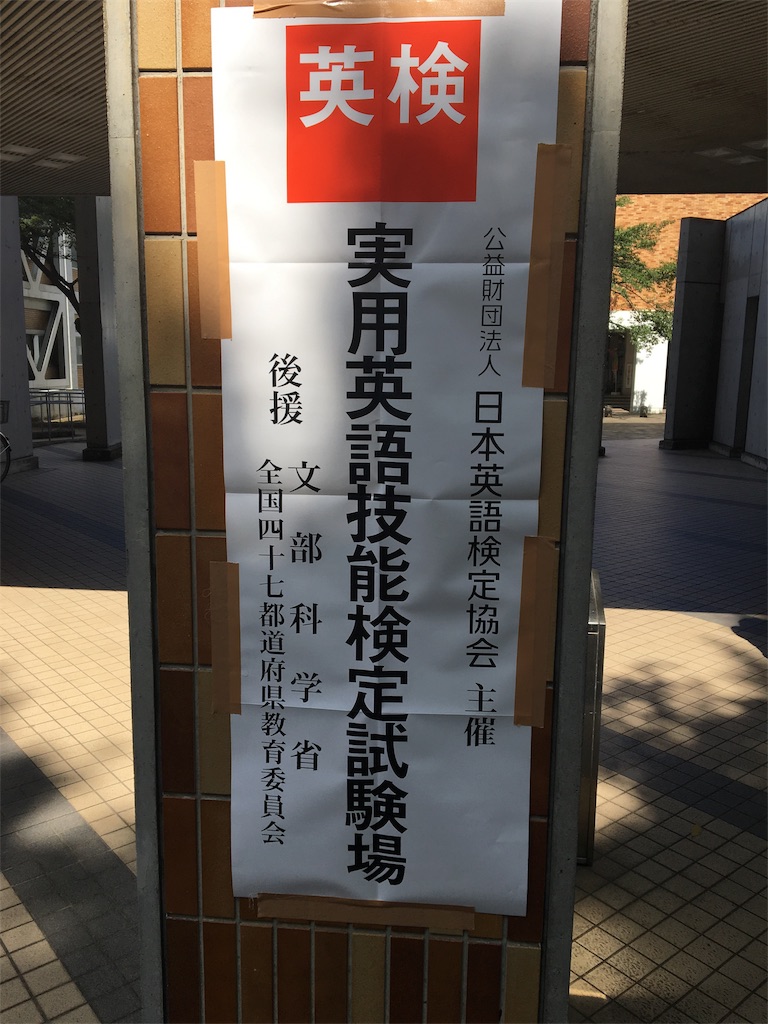 英検
公益財団法人 日本英語検定協会 主催
実用英語技能検定試験場
後援 文部科学省
全国四十七都道府県教育委員会